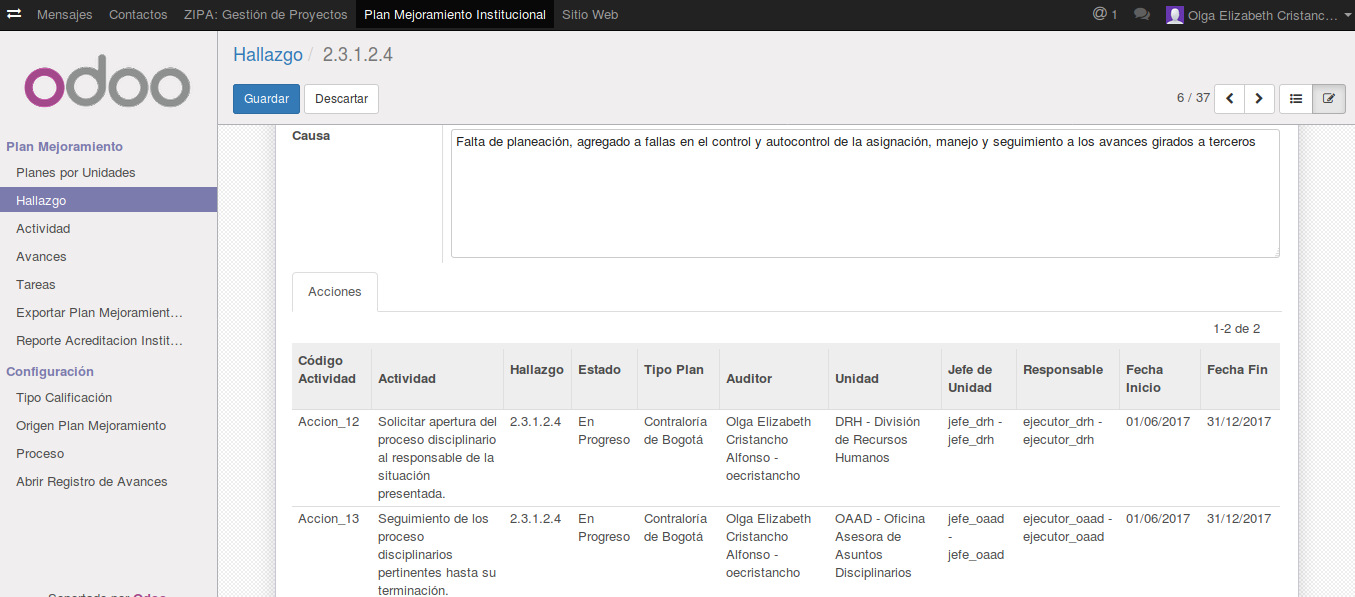 Mensajes Contactos ZIPA: Gestión de Proyectos Plan Mejoramiento Institucional Sitio Web @ 1 Olga Elizabeth Cristanc...
odoo
Hallazgo / 2.3.1.2.4
Guardar Descartar 6 / 37
Plan Mejoramiento
Planes por Unidades
Hallazgo
Actividad
Avances
Tareas
Exportar Plan Mejoramient...
Reporte Acreditacion Instit...
Configuración
Tipo Calificación
Origen Plan Mejoramiento
Proceso
Abrir Registro de Avances
Causa
Falta de planeación, agregado a fallas en el control y autocontrol de la asignación, manejo y seguimiento a los avances girados a terceros
Acciones
1-2 de 2
Código Actividad Actividad Hallazgo Estado Tipo Plan Auditor Unidad Jefe de Unidad Responsable Fecha Inicio Fecha Fin
Accion_12 Solicitar apertura del 2.3.1.2.4 En Contraloría Olga Elizabeth DRH - División jefe_drh - ejecutor_drh - 01/06/2017 31/12/2017
proceso disciplinario Progreso de Bogotá Cristancho de Recursos jefe_drh ejecutor_drh
al responsable de la Alfonso - Humanos
situación oecristancho
presentada.
Accion_13 Seguimiento de los 2.3.1.2.4 En Contraloría Olga Elizabeth OAAD - Oficina jefe_oaad ejecutor_oaad - 01/06/2017 31/12/2017
proceso Progreso de Bogotá Cristancho Asesora de - ejecutor_oaad
disciplinarios Alfonso - Asuntos jefe_oaad
pertinentes hasta su oecristancho Disciplinarios
terminación.